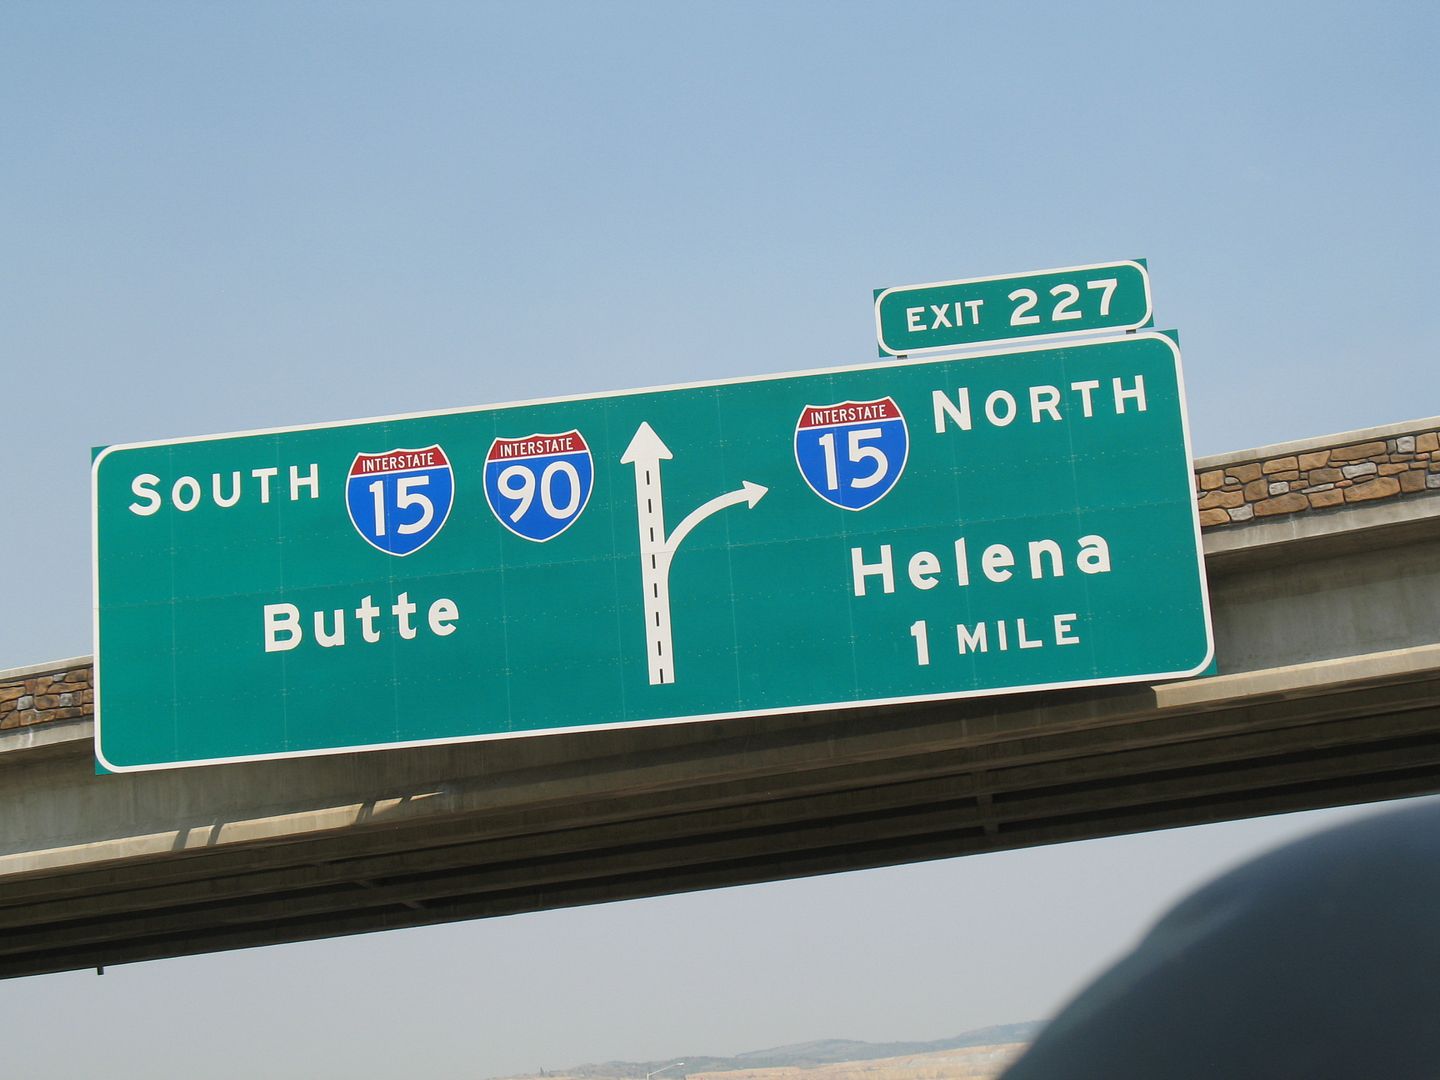 EXIT 227
SOUTH INTERSTATE 15 INTERSTATE 90
Butte
INTERSTATE 15 NORTH
Helena
1 MILE